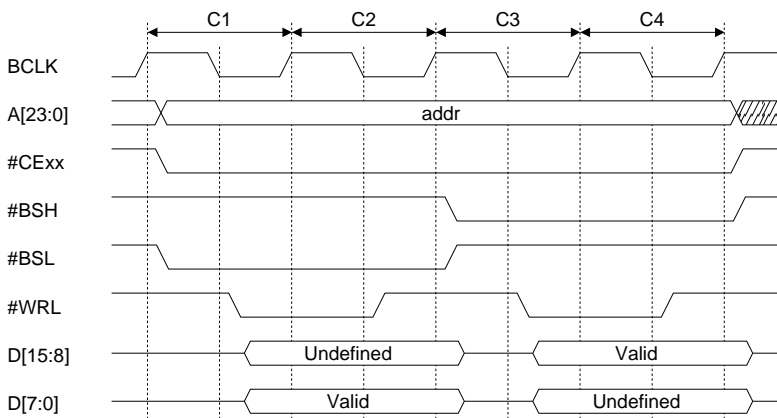 C1 C2 C3 C4
BCLK
A[23:0] addr
#CExx
#BSH
#BSL
#WRL
D[15:8] Undefined Valid
D[7:0] Valid Undefined